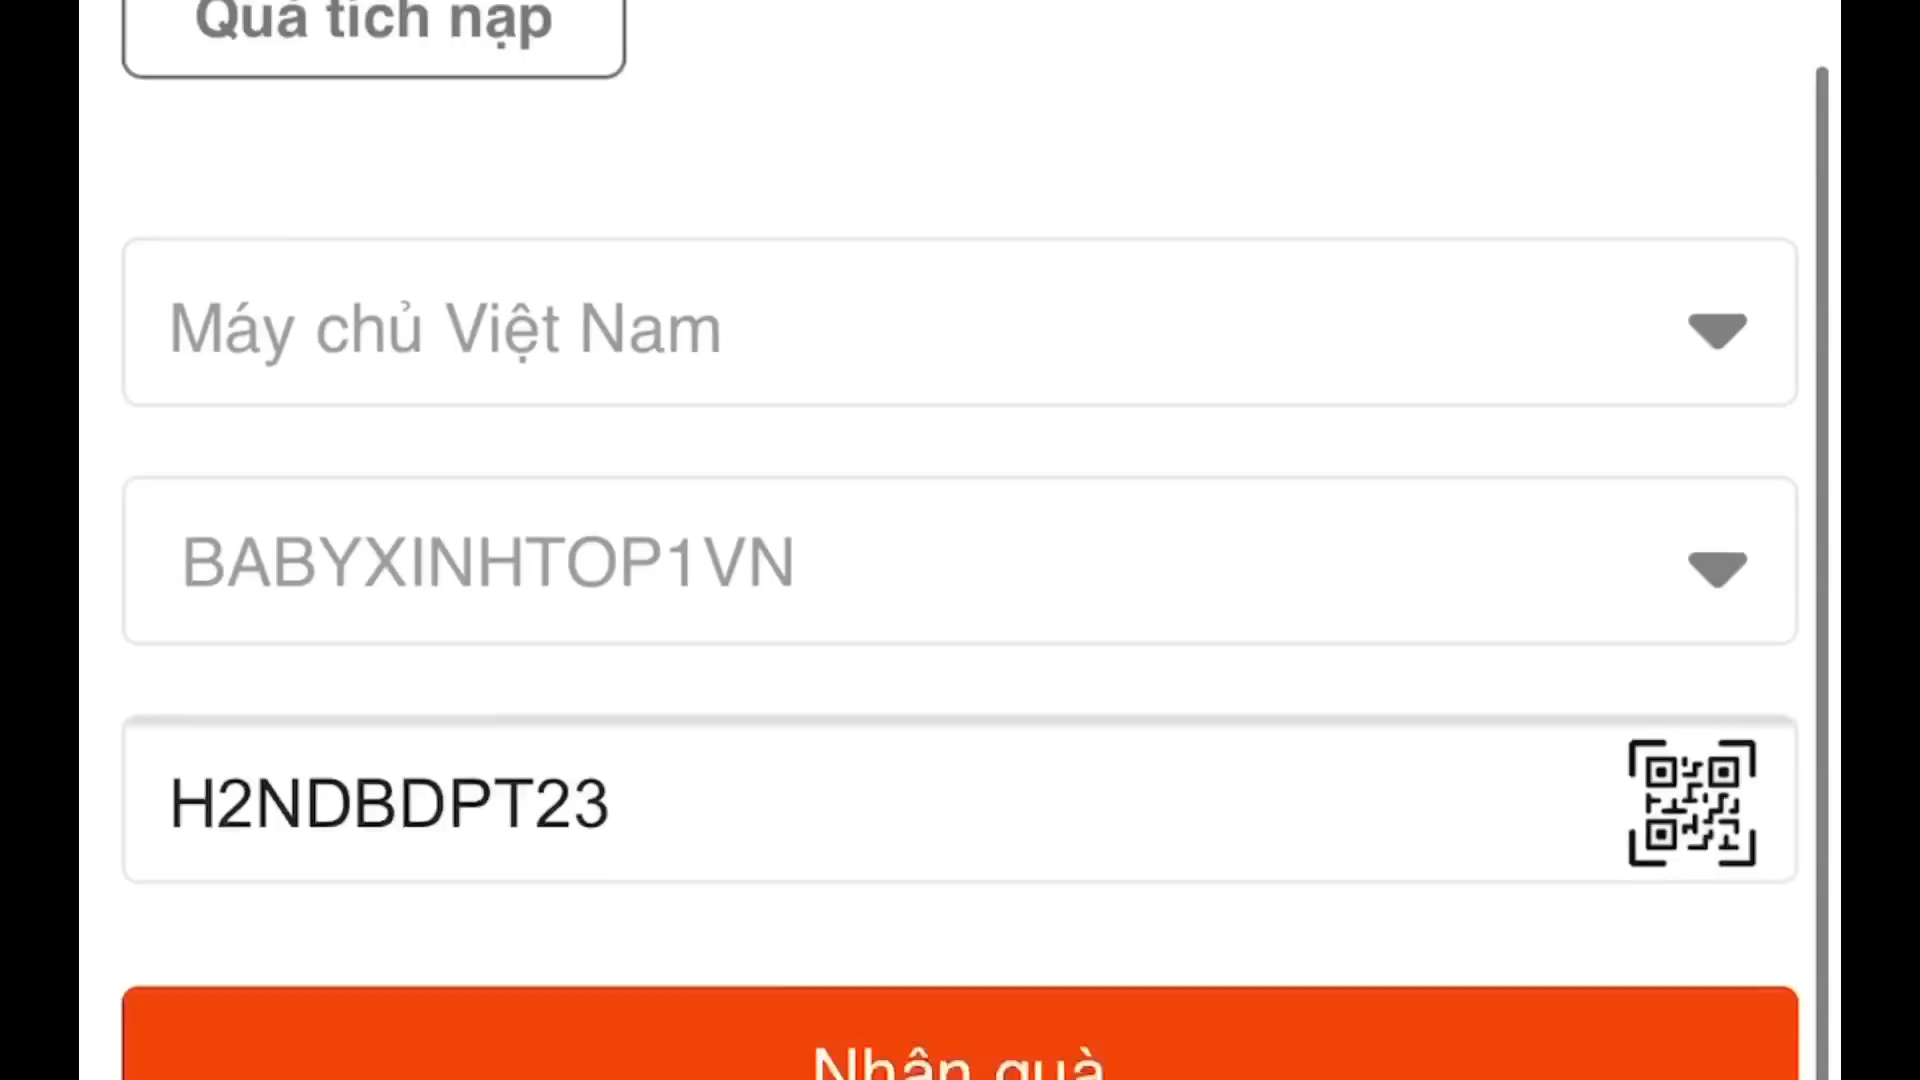 Quà tích nạp
Máy chủ Việt Nam
BABYXINHTOP1VN
H2NDBDPT23
Nhận quà